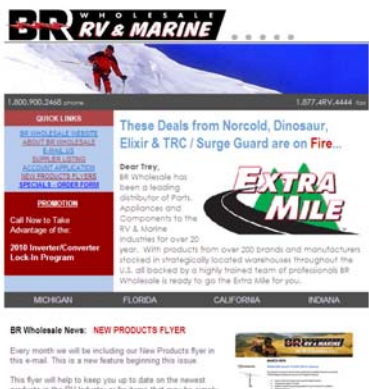 BR WHOLESALE
RV & MARINE
1.800.900.2468 phone
1.877.4RV.4444 fax
QUICK LINKS
BR WHOLESALE WEBSITE
ABOUT BR WHOLESALE
E-MAIL US
SUPPLIER LISTING
ACCOUNT APPLICATION
NEW PRODUCTS FLYERS
SPECIALS - ORDER FORM
PROMOTION
Call Now to Take
Advantage of the:
2010 Inverter/Converter
Lock-In Program
These Deals from Norcold, Dinosaur,
Elixir & TRC / Surge Guard are on Fire...
Dear Trey,
BR Wholesale has
been a leading
distributor of Parts,
Appliances and
Components to the
RV & Marine
industries for over 20
year. With products from over 200 brands and manufacturers
stocked in strategically located warehouses throughout the
U.S. all backed by a highly trained team of professionals BR
Wholesale is ready to go the Extra Mile for you.
EXTRA
MILE
MICHIGAN FLORIDA CALIFORNIA INDIANA
BR Wholesale News: NEW PRODUCTS FLYER
Every month we will be including our New Products flyer in
this e-mail. This is a new feature beginning this issue.
This flyer will help to keep you up to date on the newest
BR RV & MARINE